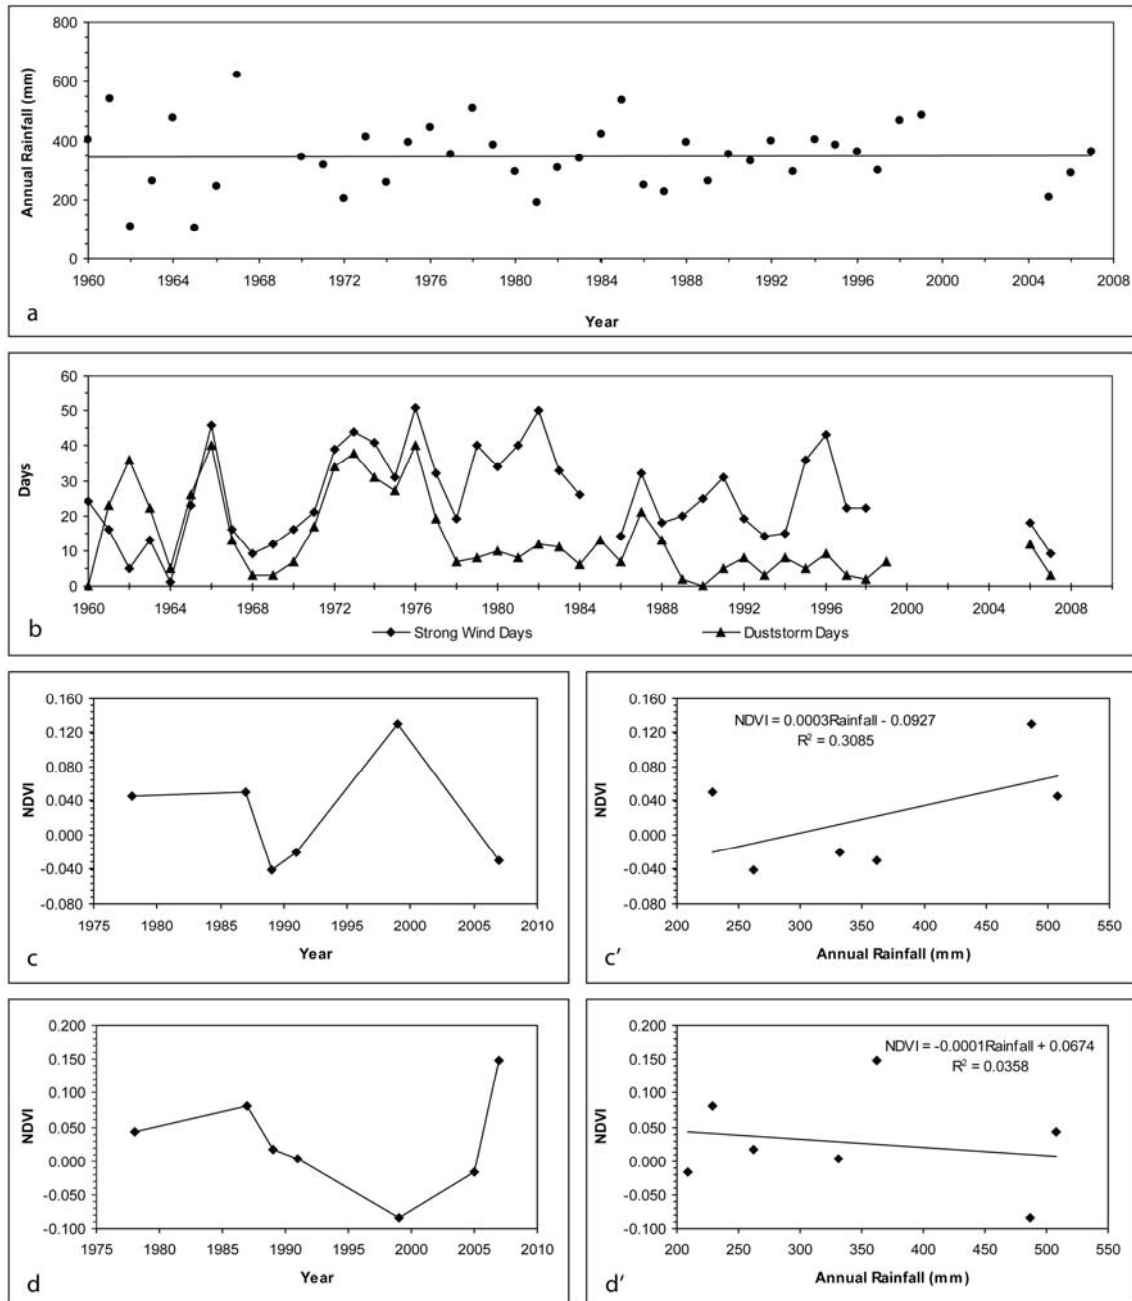 800
600
400
200
0
Annual Rainfall (mm)
1960 1964 1968 1972 1976 1980 1984 1988 1992 1996 2000 2004 2008
Year
a
60
50
40
30
20
10
0
Days
1960 1964 1968 1972 1976 1980 1984 1988 1992 1996 2000 2004 2008
Strong Wind Days Duststorm Days
b
0.160
0.120
0.080
0.040
0.000
-0.040
-0.080
NDVI
1975 1980 1985 1990 1995 2000 2005 2010
Year
c
NDVI = 0.0003Rainfall - 0.0927
R² = 0.3085
0.160
0.120
0.080
0.040
0.000
-0.040
-0.080
NDVI
200 250 300 350 400 450 500 550
Annual Rainfall (mm)
c'
0.200
0.150
0.100
0.050
0.000
-0.050
-0.100
NDVI
1975 1980 1985 1990 1995 2000 2005 2010
Year
d
NDVI = -0.0001Rainfall + 0.0674
R² = 0.0358
0.200
0.150
0.100
0.050
0.000
-0.050
-0.100
NDVI
200 250 300 350 400 450 500 550
Annual Rainfall (mm)
d'